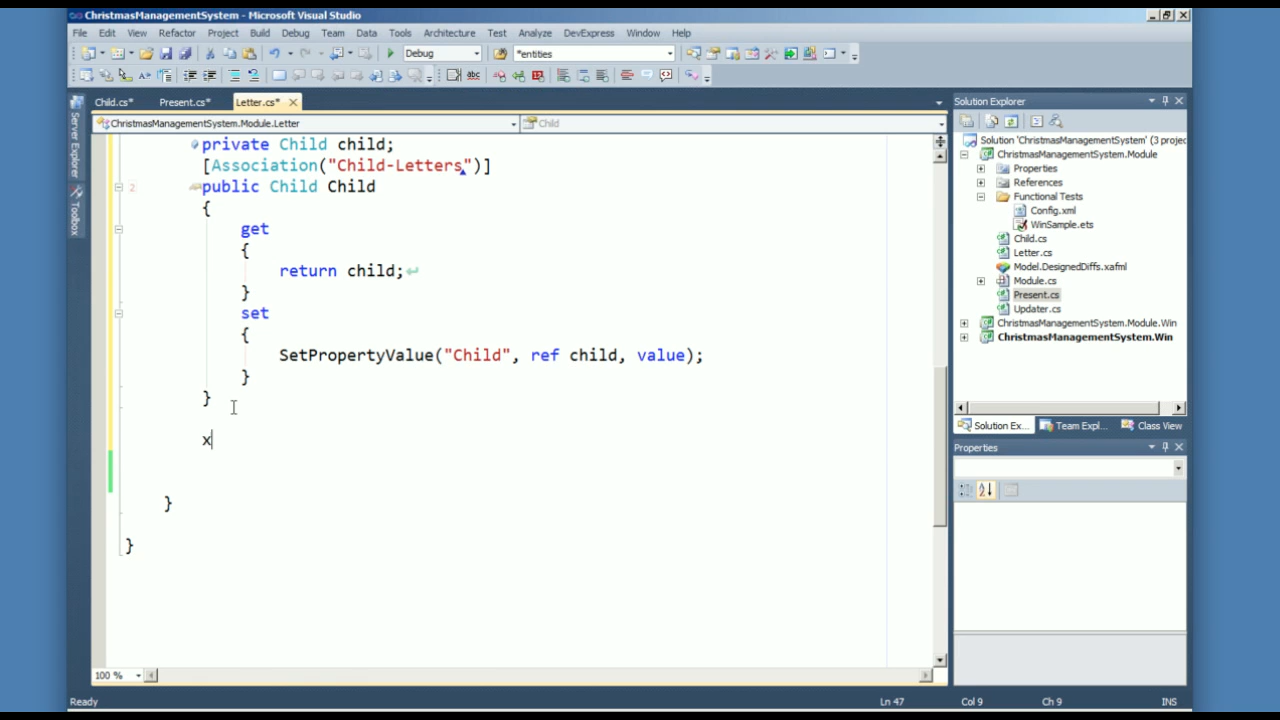 ChristmasManagementSystem - Microsoft Visual Studio
File Edit View Refactor Project Build Debug Team Data Tools Architecture Test Analyze DevExpress Window Help
Debug *entities
Child.cs* Present.cs* Letter.cs*
ChristmasManagementSystem.Module.Letter Child
private Child child;
[Association("Child-Letters")]
2 public Child Child
{
get
{
return child;
}
set
{
SetPropertyValue("Child", ref child, value);
}
}
x
}
}
100 %
Server Explorer
Toolbox
Solution Explorer
Solution 'ChristmasManagementSystem' (3 projec
ChristmasManagementSystem.Module
Properties
References
Functional Tests
Config.xml
WinSample.ets
Child.cs
Letter.cs
Model.DesignedDiffs.xafml
Module.cs
Present.cs
Updater.cs
ChristmasManagementSystem.Module.Win
ChristmasManagementSystem.Win
Solution Ex... Team Expl... Class View
Properties
Ready Ln 47 Col 9 Ch 9 INS